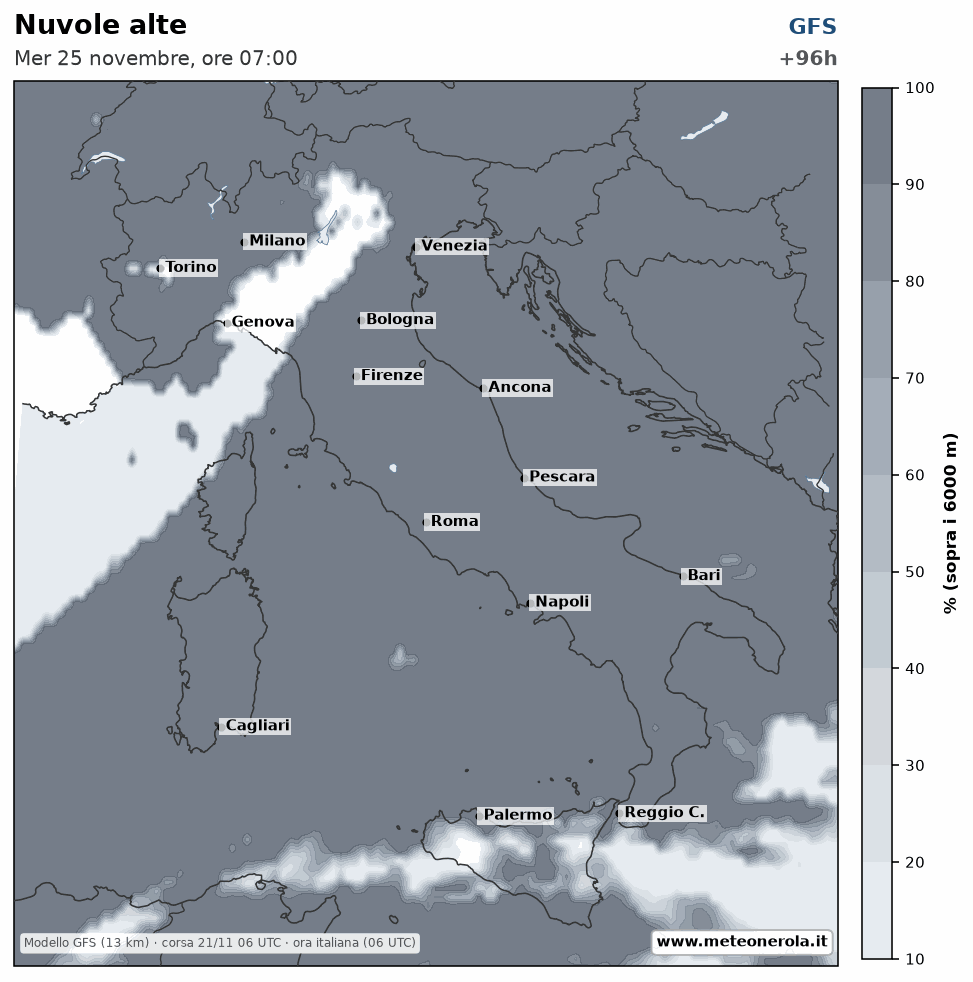 Nuvole alte
GFS
Mer 25 novembre, ore 07:00
+96h
100
90
80
70
60
50
40
30
20
10
% (sopra i 6000 m)
Milano
Venezia
Torino
Genova
Bologna
Firenze
Ancona
Pescara
Roma
Bari
Napoli
Cagliari
Palermo
Reggio C.
Modello GFS (13 km) · corsa 21/11 06 UTC · ora italiana (06 UTC)
www.meteonerola.it